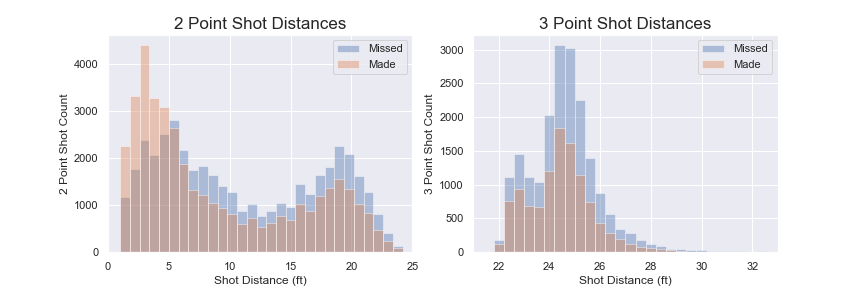 2 Point Shot Distances
2 Point Shot Count
4000
3000
2000
1000
0
Missed
Made
0 5 10 15 20 25
Shot Distance (ft)
3 Point Shot Distances
3 Point Shot Count
3000
2500
2000
1500
1000
500
0
Missed
Made
22 24 26 28 30 32
Shot Distance (ft)